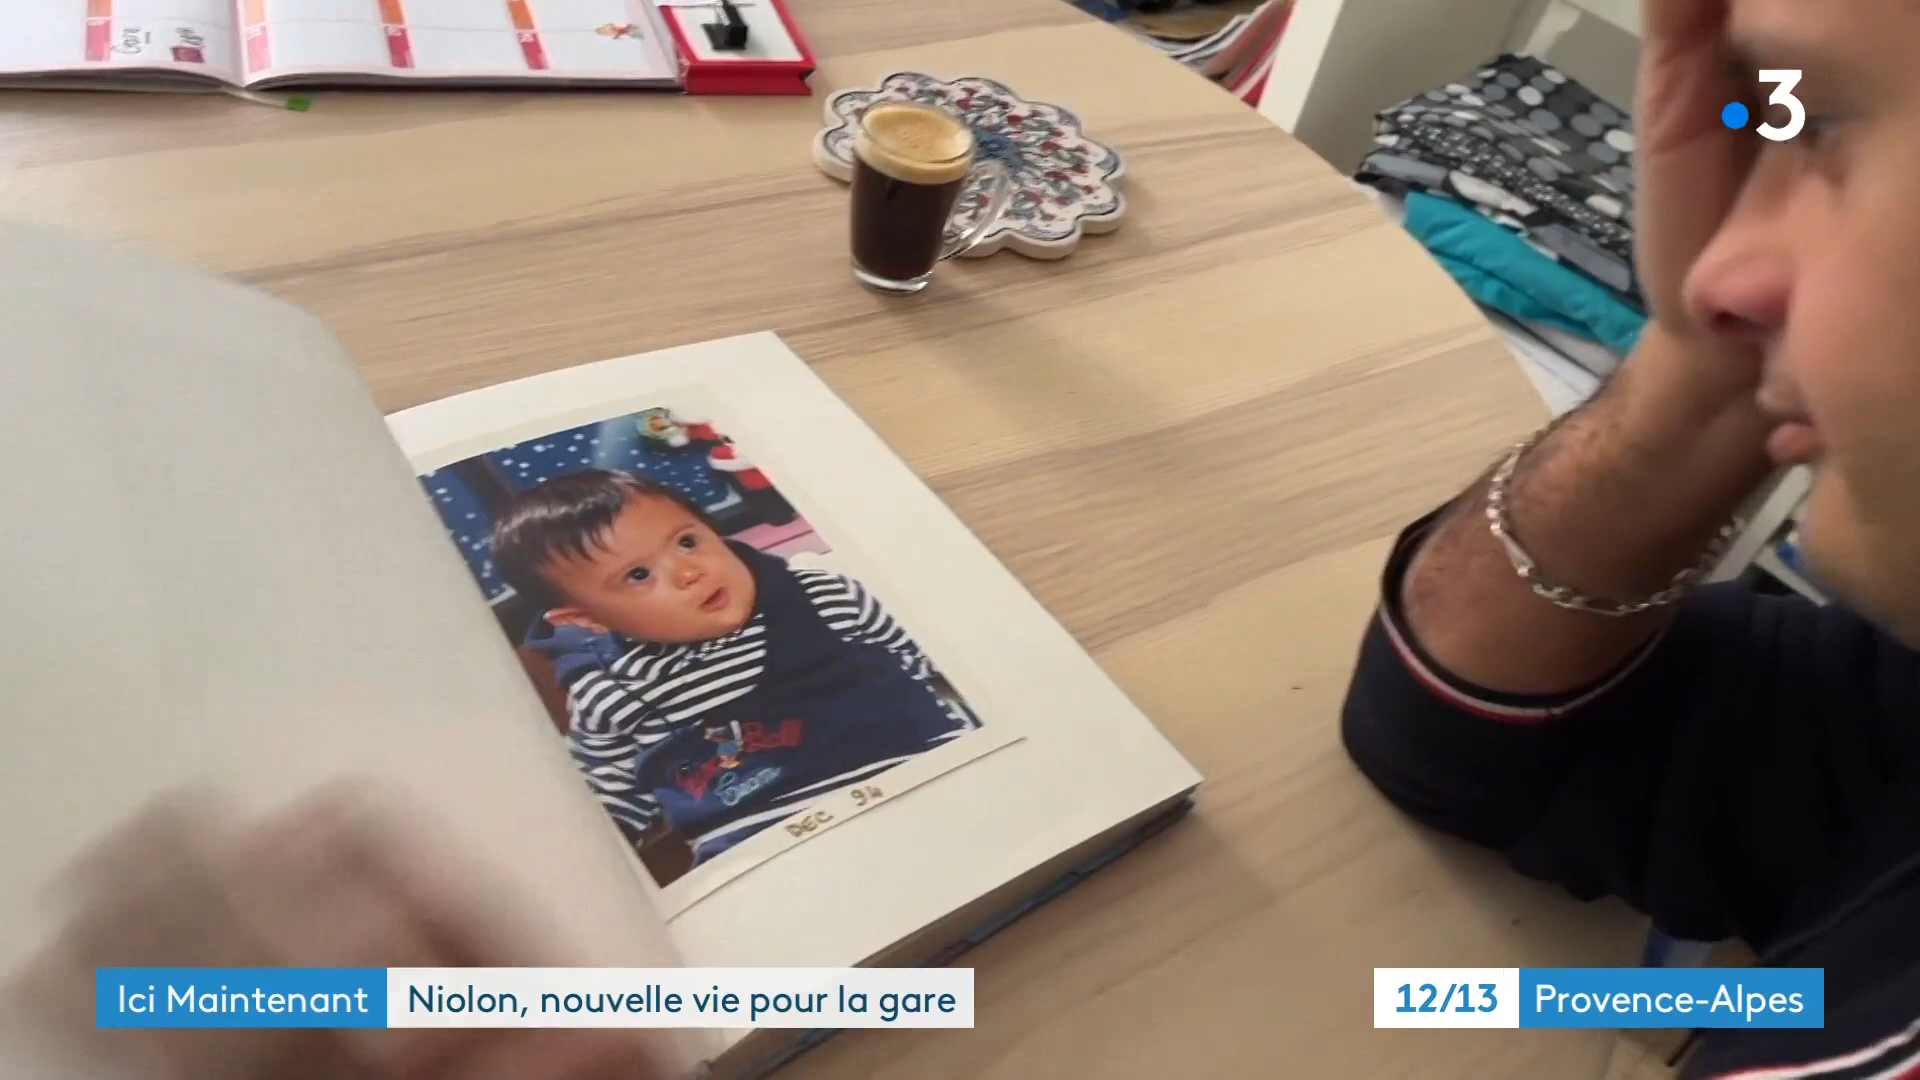 3
DEC 94
Ici Maintenant
Niolon, nouvelle vie pour la gare
12/13
Provence-Alpes